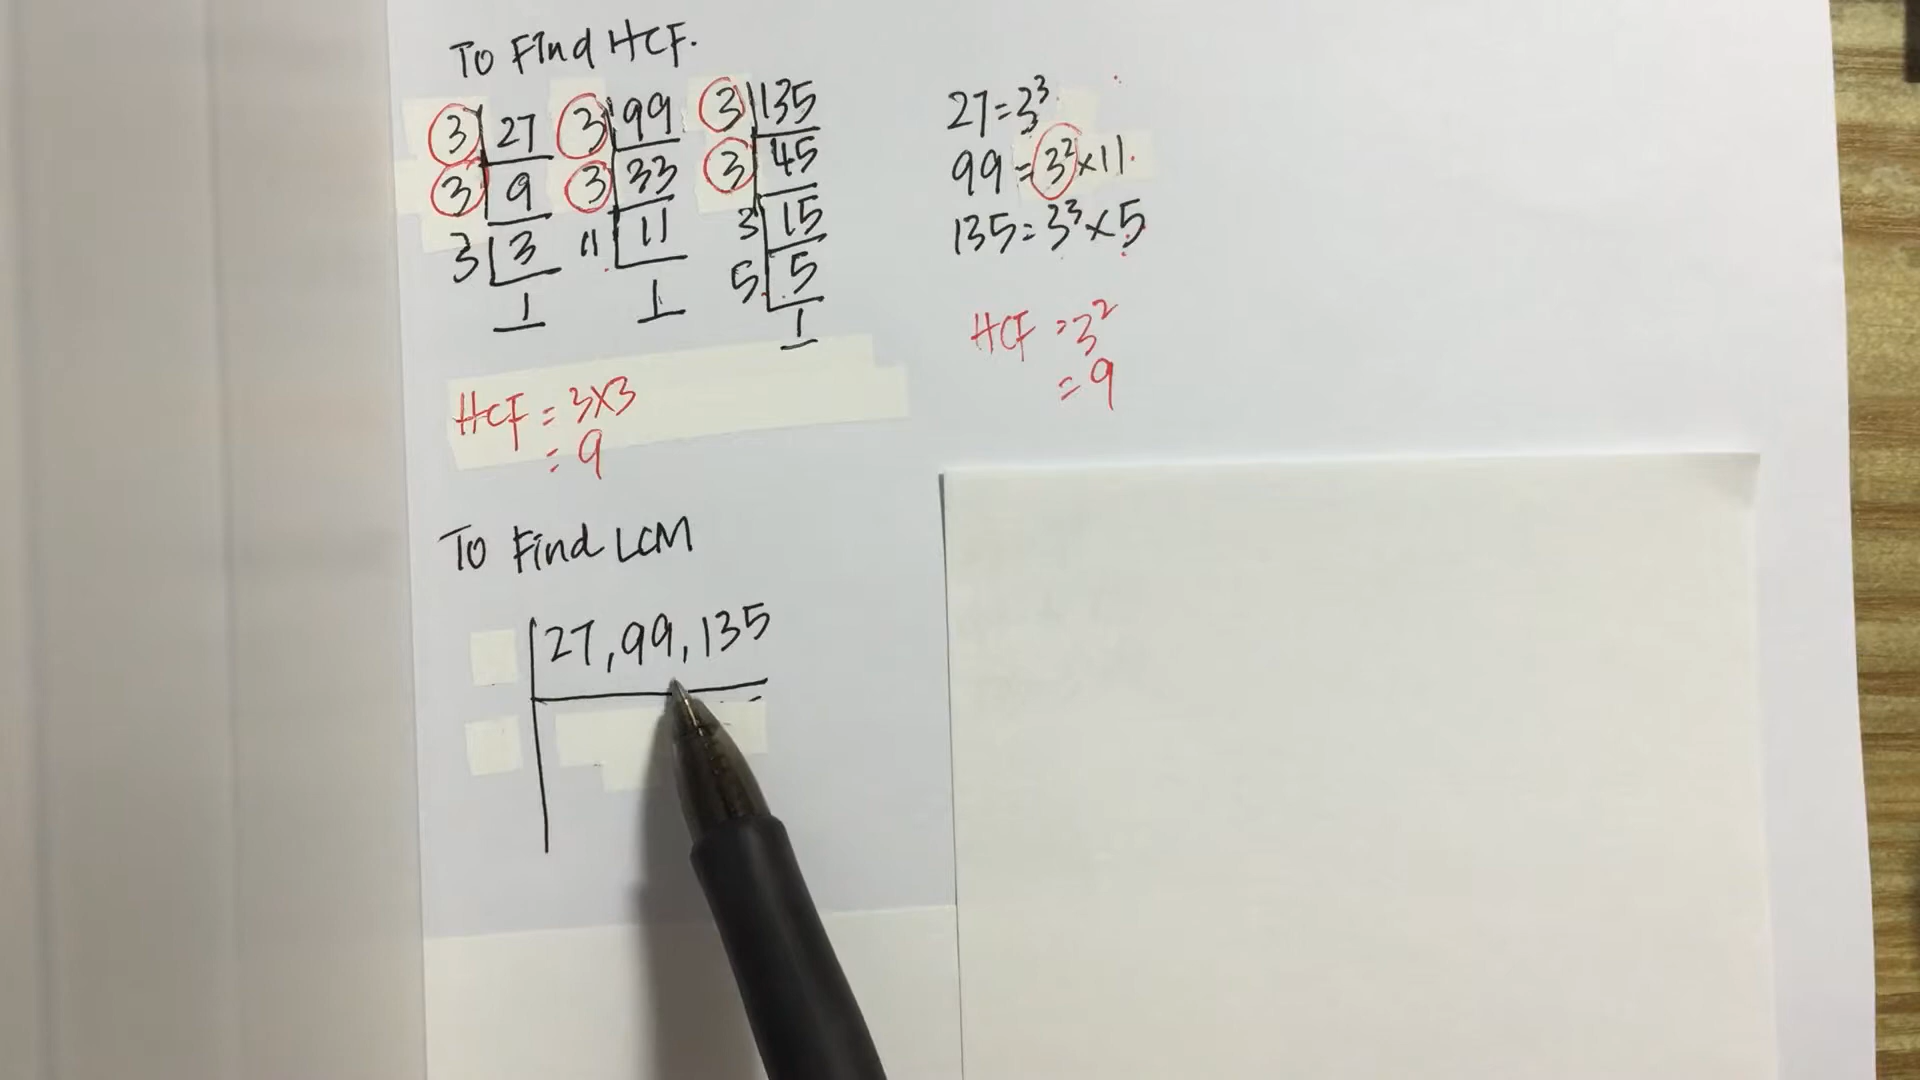 To Find HCF.
3 27 3 99 3 135
3 9 3 33 3 45
3 3 11 11 3 15
1 1 5 5
1
HCF = 3×3
= 9
27=3³
99=3²×11
135=3³×5
HCF =3²
=9
To Find LCM
27,99,135